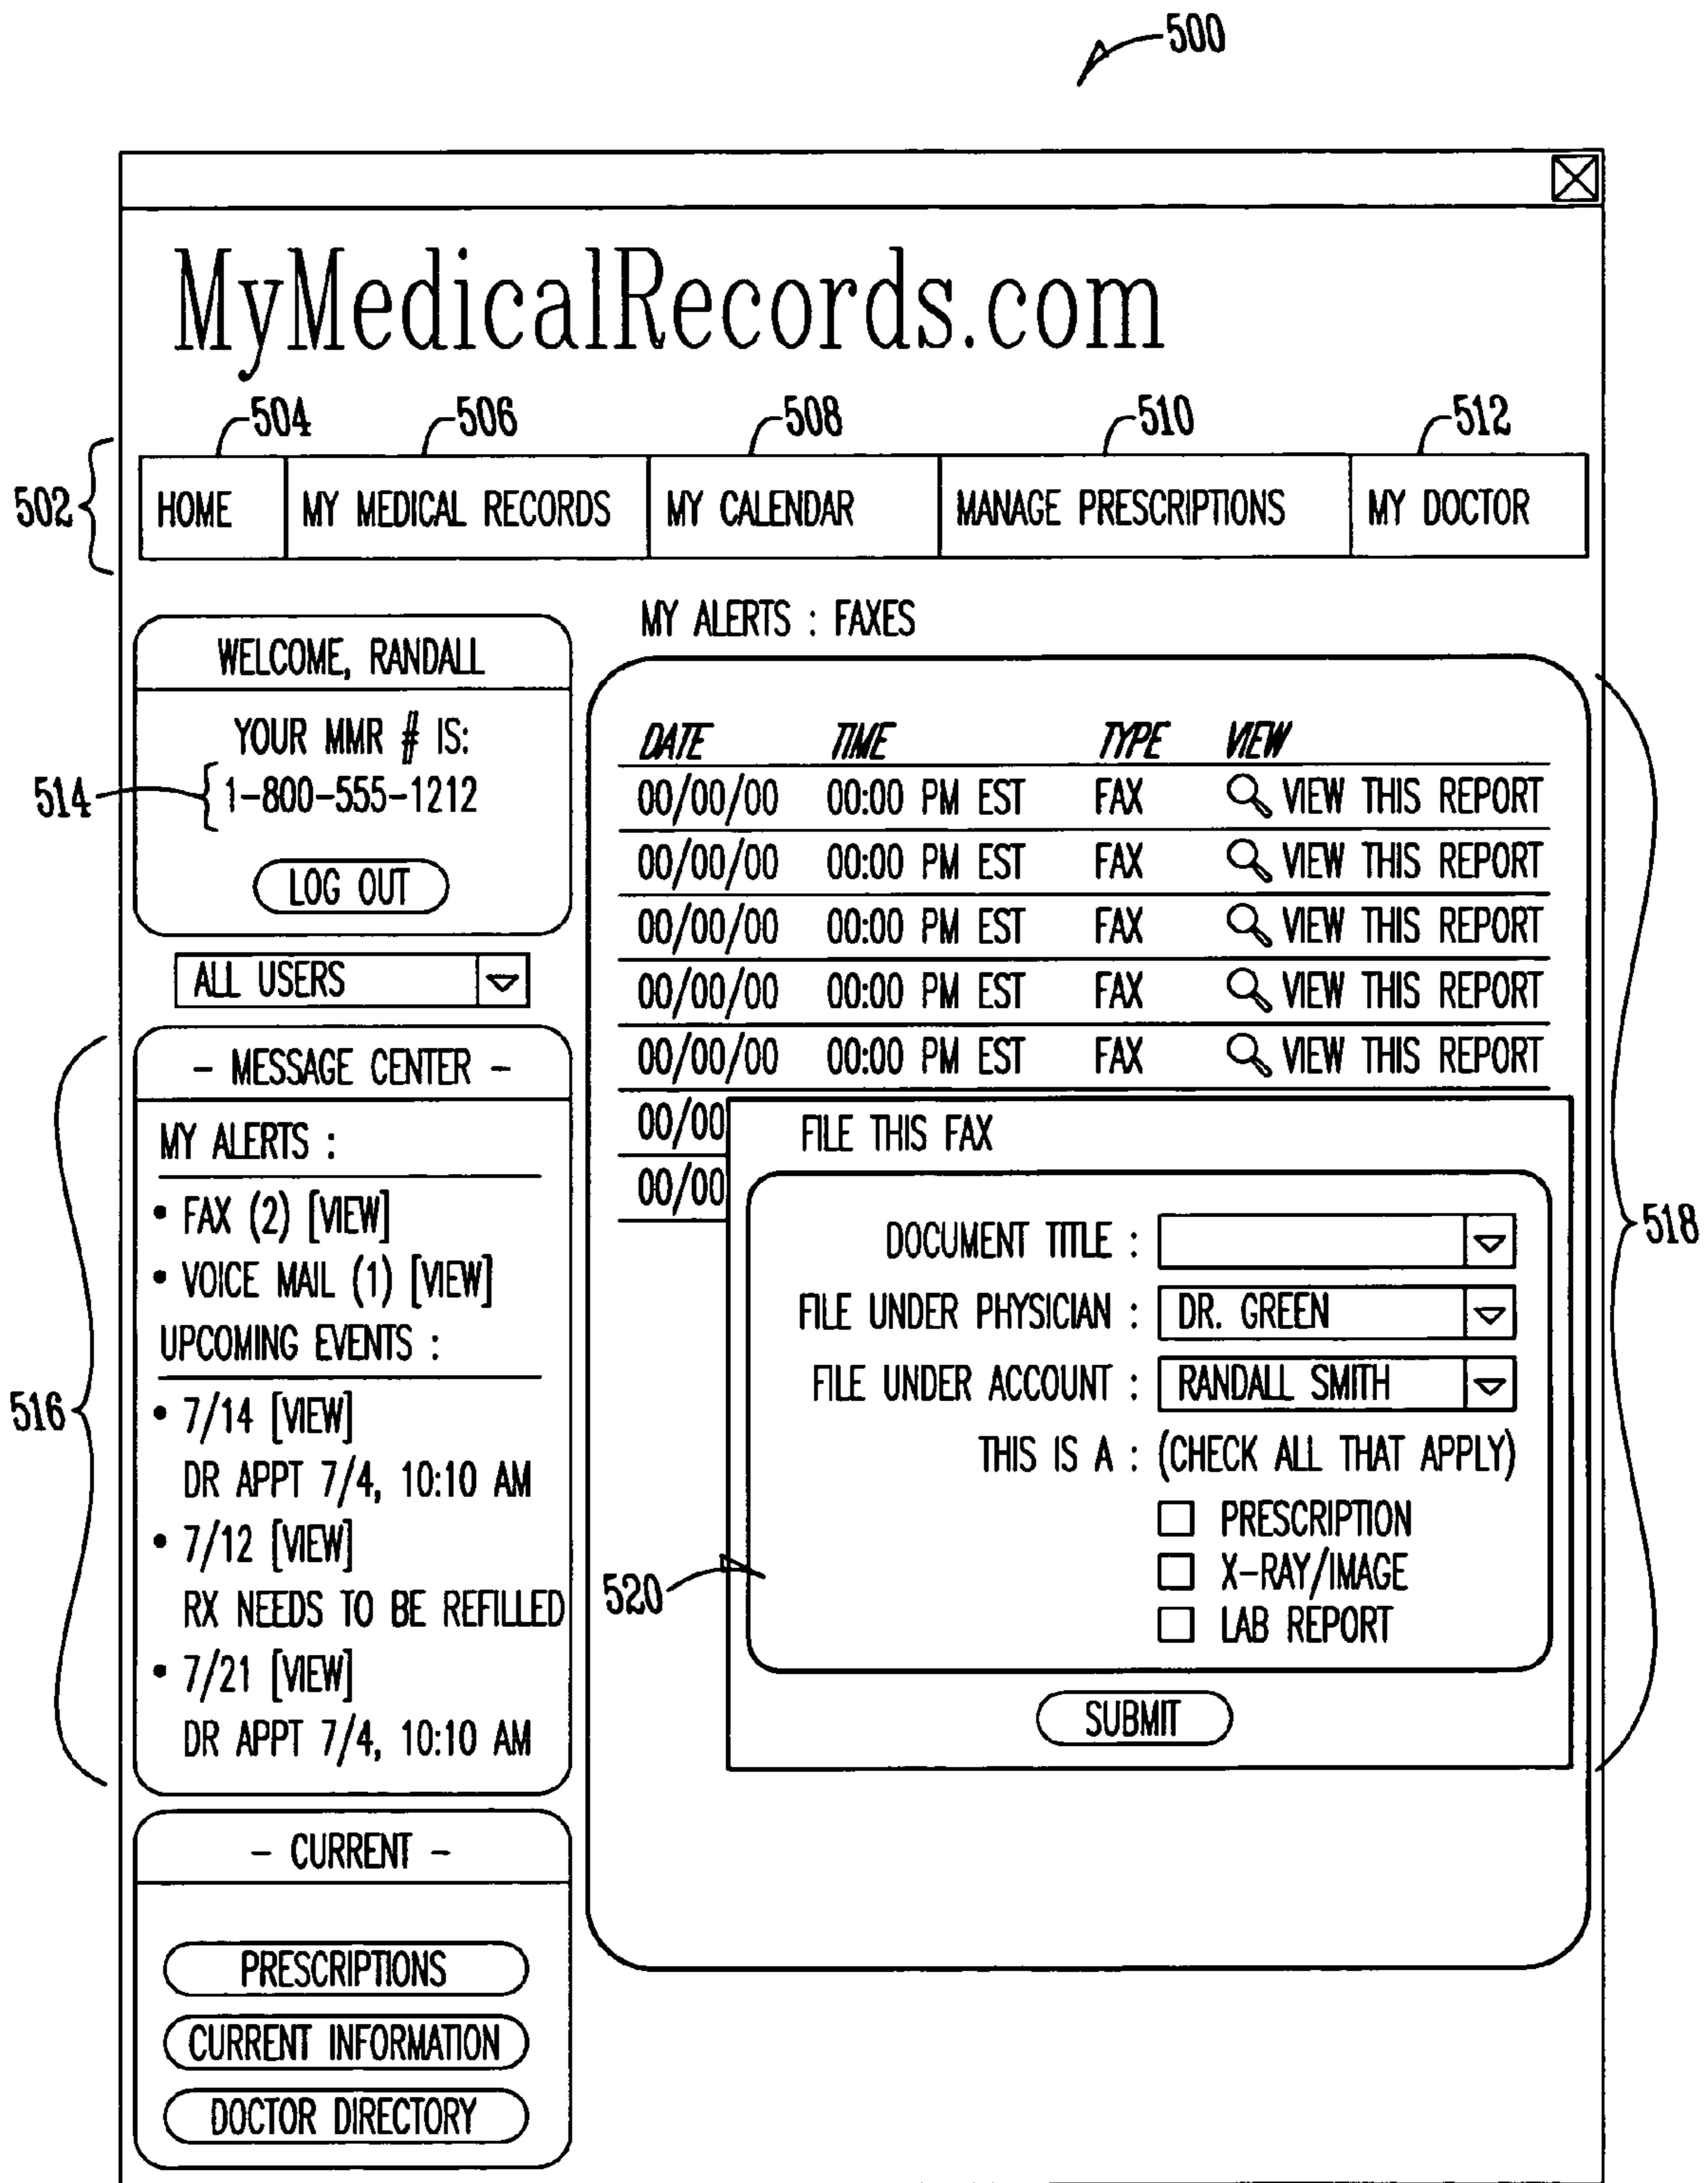 500
MyMedicalRecords.com
504 506 508 510 512
502
HOME MY MEDICAL RECORDS MY CALENDAR MANAGE PRESCRIPTIONS MY DOCTOR
WELCOME, RANDALL
YOUR MMR # IS:
514
1-800-555-1212
LOG OUT
ALL USERS
516
- MESSAGE CENTER -
MY ALERTS :
• FAX (2) [VIEW]
• VOICE MAIL (1) [VIEW]
UPCOMING EVENTS :
• 7/14 [VIEW]
DR APPT 7/4, 10:10 AM
• 7/12 [VIEW]
RX NEEDS TO BE REFILLED
• 7/21 [VIEW]
DR APPT 7/4, 10:10 AM
- CURRENT -
PRESCRIPTIONS
CURRENT INFORMATION
DOCTOR DIRECTORY
MY ALERTS : FAXES
DATE TIME TYPE VIEW
00/00/00 00:00 PM EST FAX VIEW THIS REPORT
00/00/00 00:00 PM EST FAX VIEW THIS REPORT
00/00/00 00:00 PM EST FAX VIEW THIS REPORT
00/00/00 00:00 PM EST FAX VIEW THIS REPORT
00/00/00 00:00 PM EST FAX VIEW THIS REPORT
00/00
00/00
518
FILE THIS FAX
DOCUMENT TITLE :
FILE UNDER PHYSICIAN : DR. GREEN
FILE UNDER ACCOUNT : RANDALL SMITH
THIS IS A : (CHECK ALL THAT APPLY)
PRESCRIPTION
X-RAY/IMAGE
LAB REPORT
520
SUBMIT